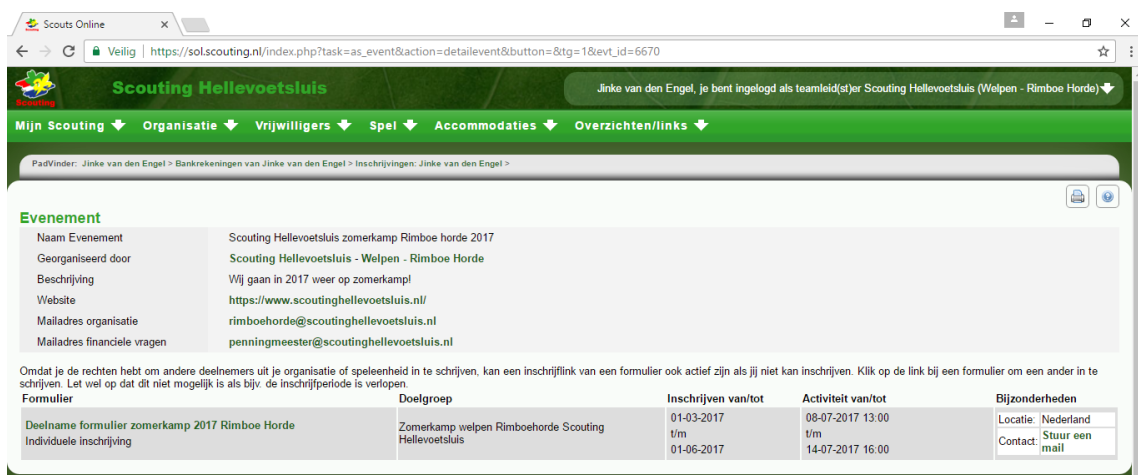 Scouts Online
Veilig | https://sol.scouting.nl/index.php?task=as_event&action=detailevent&button=&tg=1&evt_id=6670
Scouting
Scouting Hellevoetsluis
Jinke van den Engel, je bent ingelogd als teamleid(st)er Scouting Hellevoetsluis (Welpen - Rimboe Horde)
Mijn Scouting Organisatie Vrijwilligers Spel Accommodaties Overzichten/links
PadVinder: Jinke van den Engel > Bankrekeningen van Jinke van den Engel > Inschrijvingen: Jinke van den Engel >
Evenement
Naam Evenement Scouting Hellevoetsluis zomerkamp Rimboe horde 2017
Georganiseerd door Scouting Hellevoetsluis - Welpen - Rimboe Horde
Beschrijving Wij gaan in 2017 weer op zomerkamp!
Website https://www.scoutinghellevoetsluis.nl/
Mailadres organisatie rimboehorde@scoutinghellevoetsluis.nl
Mailadres financiele vragen penningmeester@scoutinghellevoetsluis.nl
Omdat je de rechten hebt om andere deelnemers uit je organisatie of speleenheid in te schrijven, kan een inschrijflink van een formulier ook actief zijn als jij niet kan inschrijven. Klik op de link bij een formulier om een ander in te
schrijven. Let wel op dat dit niet mogelijk is als bijv. de inschrijfperiode is verlopen.
Formulier Doelgroep Inschrijven van/tot Activiteit van/tot Bijzonderheden
Deelname formulier zomerkamp 2017 Rimboe Horde
Individuele inschrijving
Zomerkamp welpen Rimboehorde Scouting
Hellevoetsluis
01-03-2017
t/m
01-06-2017
08-07-2017 13:00
t/m
14-07-2017 16:00
Locatie: Nederland
Contact: Stuur een
mail